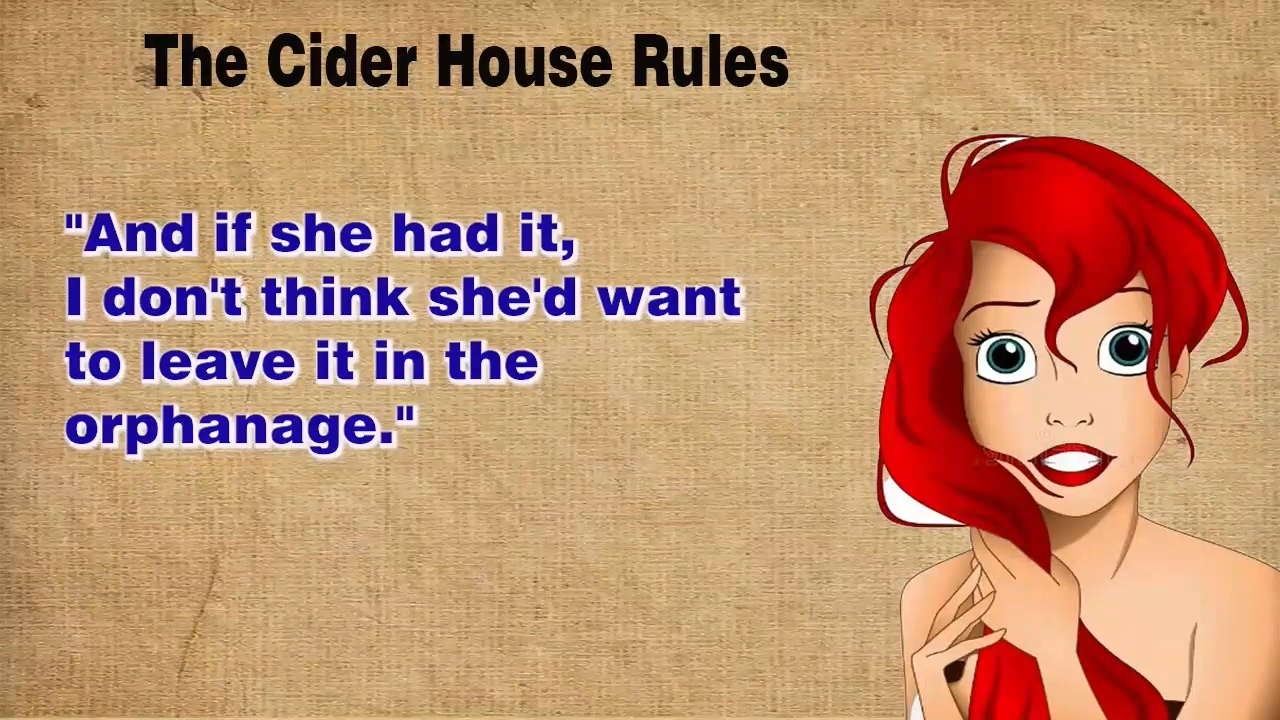 The Cider House Rules
"And if she had it,
I don't think she'd want
to leave it in the
orphanage."